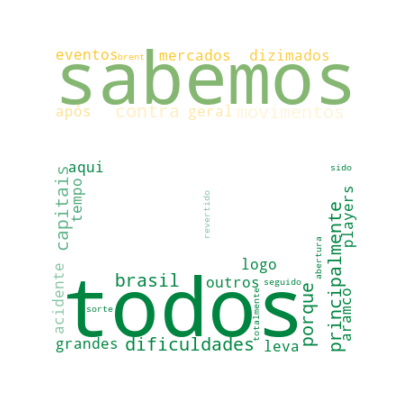 eventos brent mercados dizimados
sabemos
após contra geral movimentos
aqui sido
capitais tempo revertido players
principalmente abertura
logo
acidente brasil outros seguido
todos totalmente porque aramco
sorte
grandes dificuldades leva